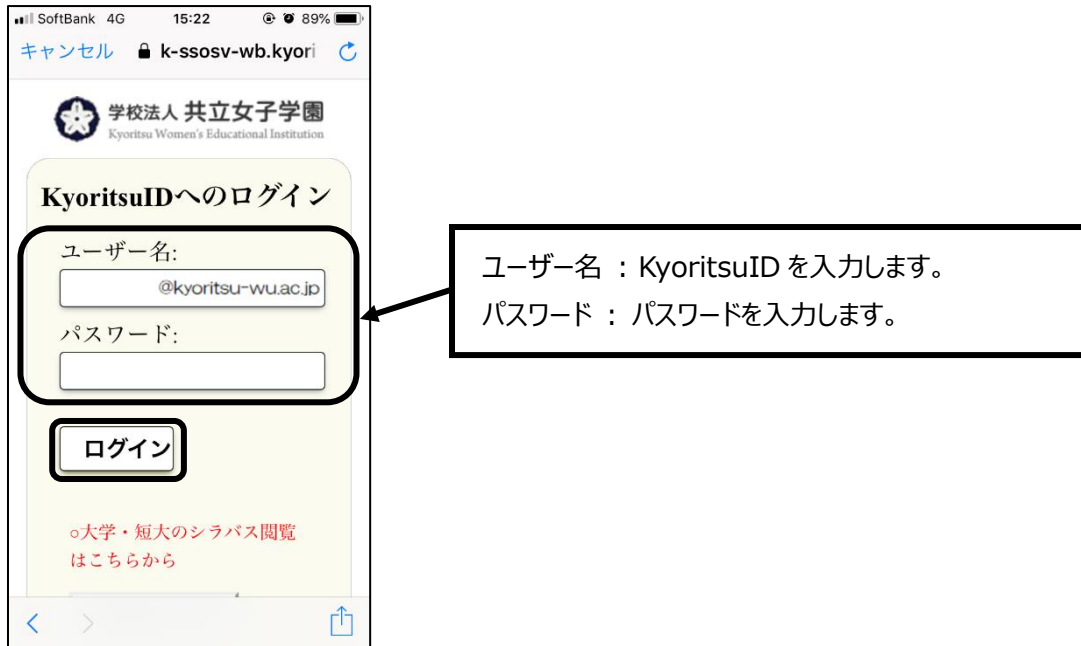 SoftBank 4G 15:22 89%
キャンセル k-ssosv-wb.kyori
学校法人 共立女子学園
Kyoritsu Women's Educational Institution
KyoritsuIDへのログイン
ユーザー名:
@kyoritsu-wu.ac.jp
パスワード:
ログイン
○大学・短大のシラバス閲覧
はこちらから
ユーザー名 : KyoritsuID を入力します。
パスワード : パスワードを入力します。